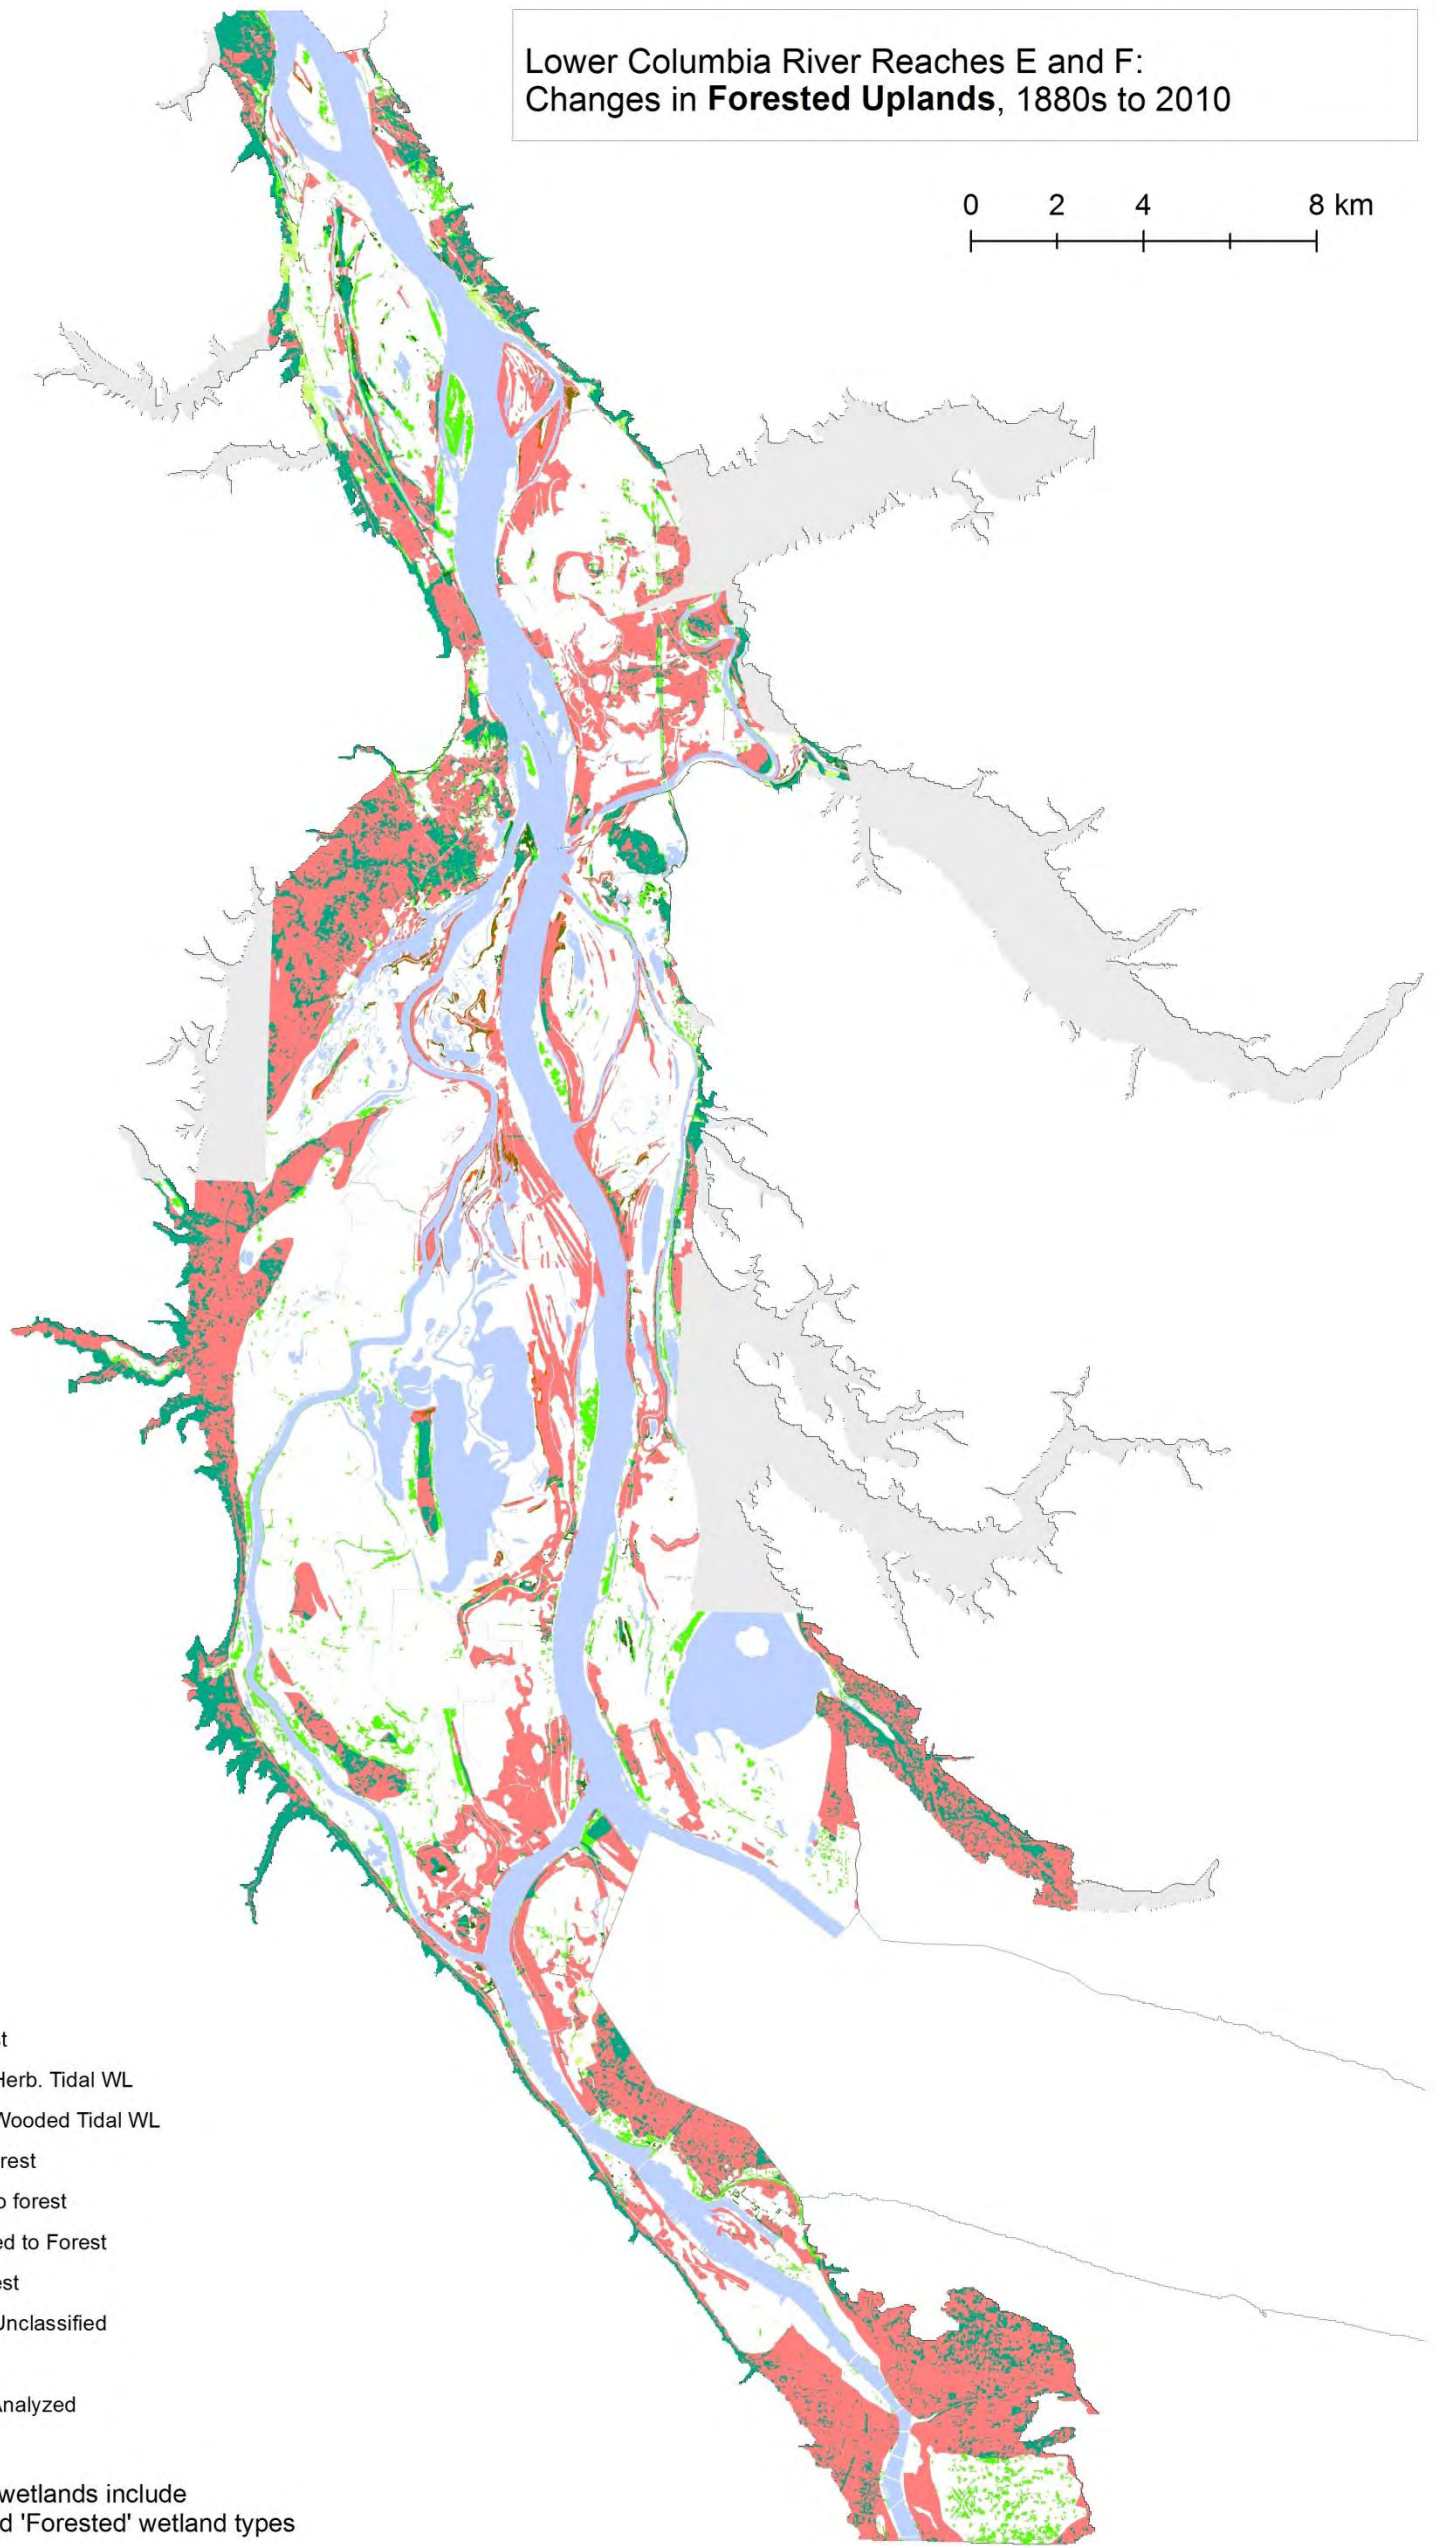 Lower Columbia River Reaches E and F:
Changes in Forested Uplands, 1880s to 2010
0 2 4 8 km
t
Herb. Tidal WL
Wooded Tidal WL
rest
o forest
ed to Forest
est
Unclassified
Analyzed
wetlands include
d 'Forested' wetland types